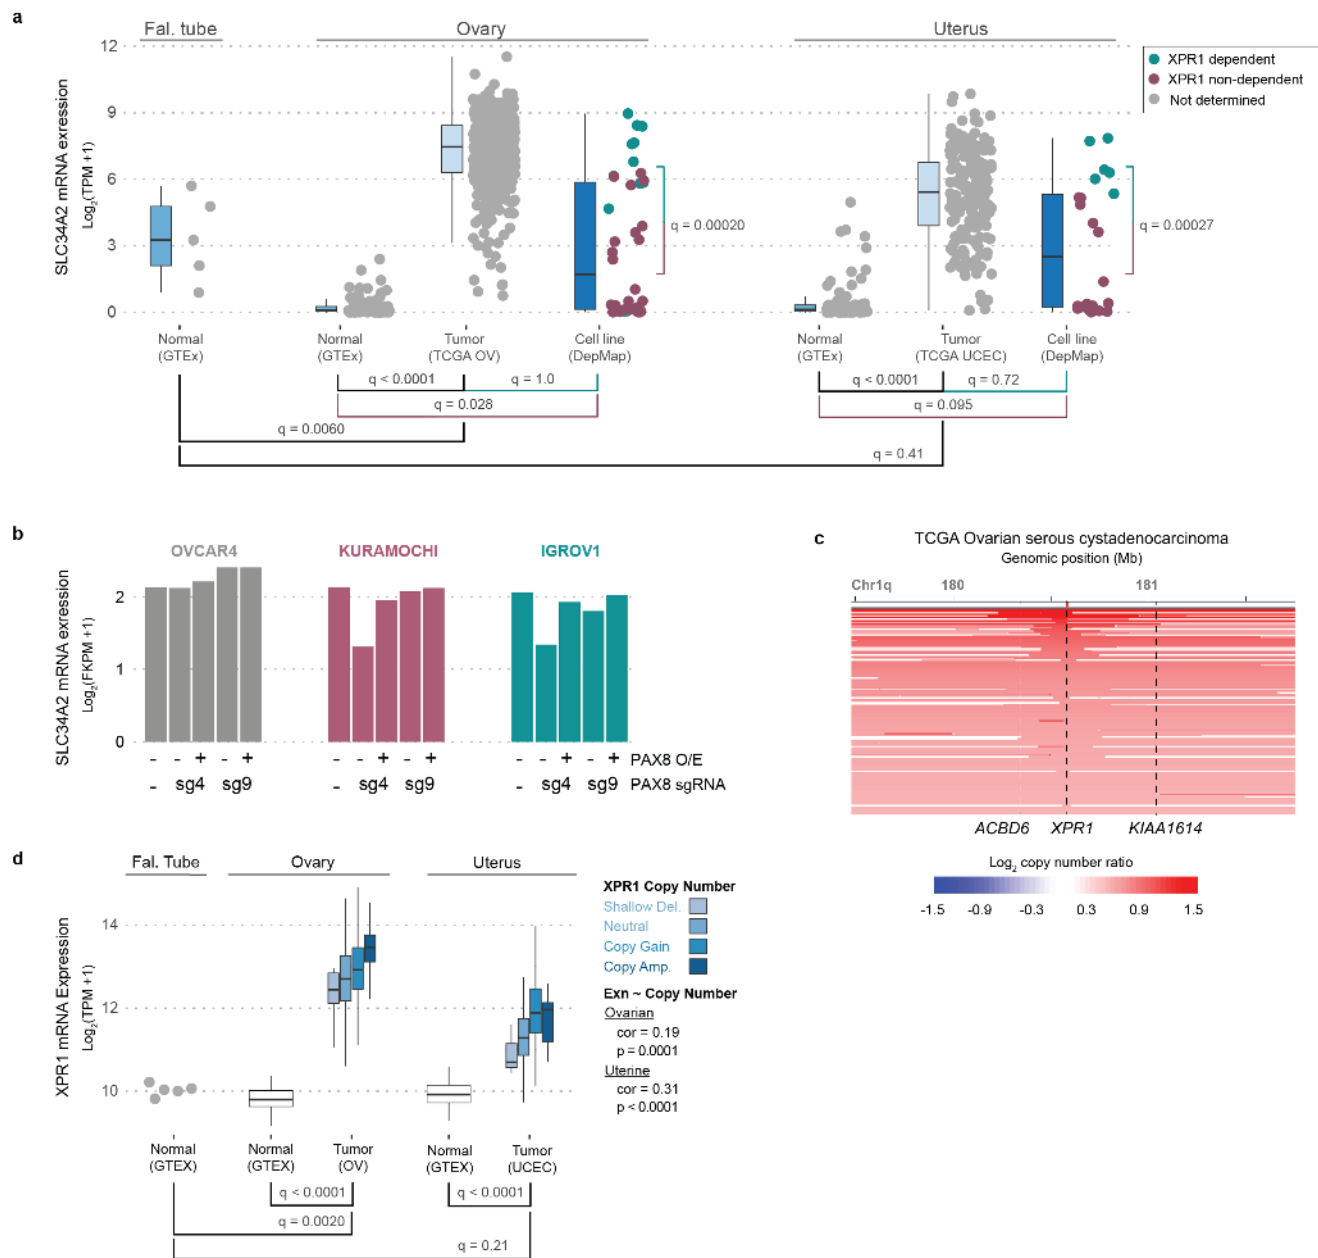 a
Fal. tube
Ovary
Uterus
SLC34A2 mRNA exression
Log2(TPM +1)
12
9
6
3
0
XPR1 dependent
XPR1 non-dependent
Not determined
q = 0.00020
q = 0.00027
Normal
(GTEx)
Normal
(GTEx)
Tumor
(TCGA OV)
Cell line
(DepMap)
Normal
(GTEx)
Tumor
(TCGA UCEC)
Cell line
(DepMap)
q < 0.0001
q = 1.0
q < 0.0001
q = 0.72
q = 0.028
q = 0.095
q = 0.0060
q = 0.41
b
OVCAR4
KURAMOCHI
IGROV1
SLC34A2 mRNA exression
Log2(FKPM +1)
2
1
0
- - + - + - - + - + - - + - + PAX8 O/E
- sg4 sg9 - sg4 sg9 - sg4 sg9 PAX8 sgRNA
c
TCGA Ovarian serous cystadenocarcinoma
Genomic position (Mb)
Chr1q 180 181
ACBD6 XPR1 KIAA1614
Log2 copy number ratio
-1.5 -0.9 -0.3 0.3 0.9 1.5
d
Fal. Tube
Ovary
Uterus
XPR1 mRNA Expression
Log2(TPM +1)
14
12
10
XPR1 Copy Number
Shallow Del.
Neutral
Copy Gain
Copy Amp.
Exn ~ Copy Number
Ovarian
cor = 0.19
p = 0.0001
Uterine
cor = 0.31
p < 0.0001
Normal
(GTEX)
Normal
(GTEX)
Tumor
(OV)
Normal
(GTEX)
Tumor
(UCEC)
q < 0.0001
q < 0.0001
q = 0.0020
q = 0.21